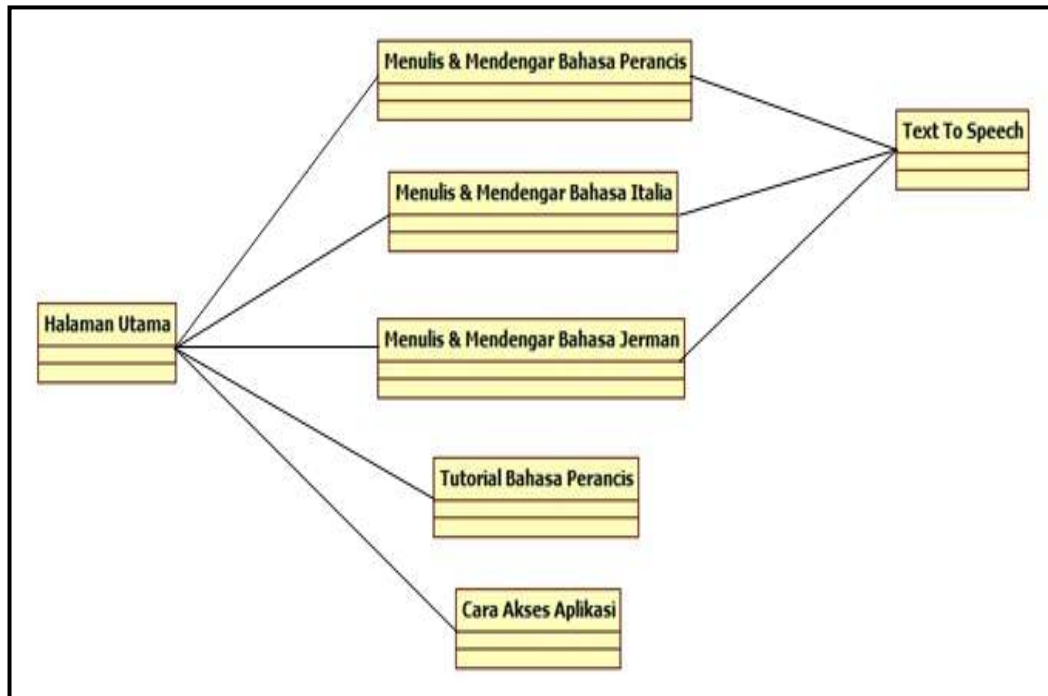 Menulis & Mendengar Bahasa Perancis
Text To Speech
Menulis & Mendengar Bahasa Italia
Halaman Utama
Menulis & Mendengar Bahasa Jerman
Tutorial Bahasa Perancis
Cara Akses Aplikasi